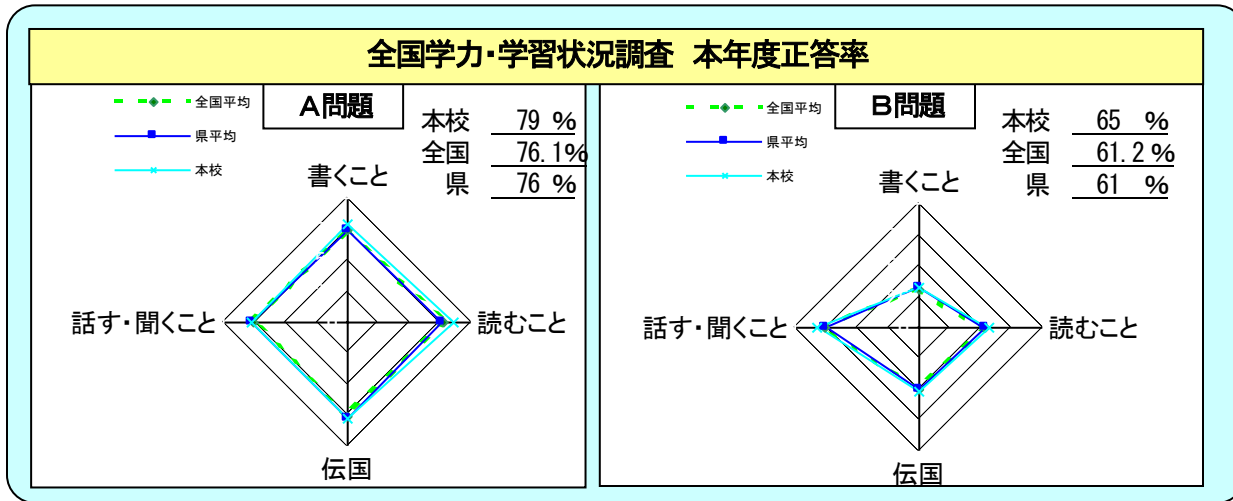 全国学力・学習状況調査 本年度正答率
A問題
全国平均
県平均
本校
本校 79 %
全国 76.1%
県 76 %
書くこと
話す・聞くこと
読むこと
伝国
B問題
全国平均
県平均
本校
本校 65 %
全国 61.2 %
県 61 %
書くこと
話す・聞くこと
読むこと
伝国